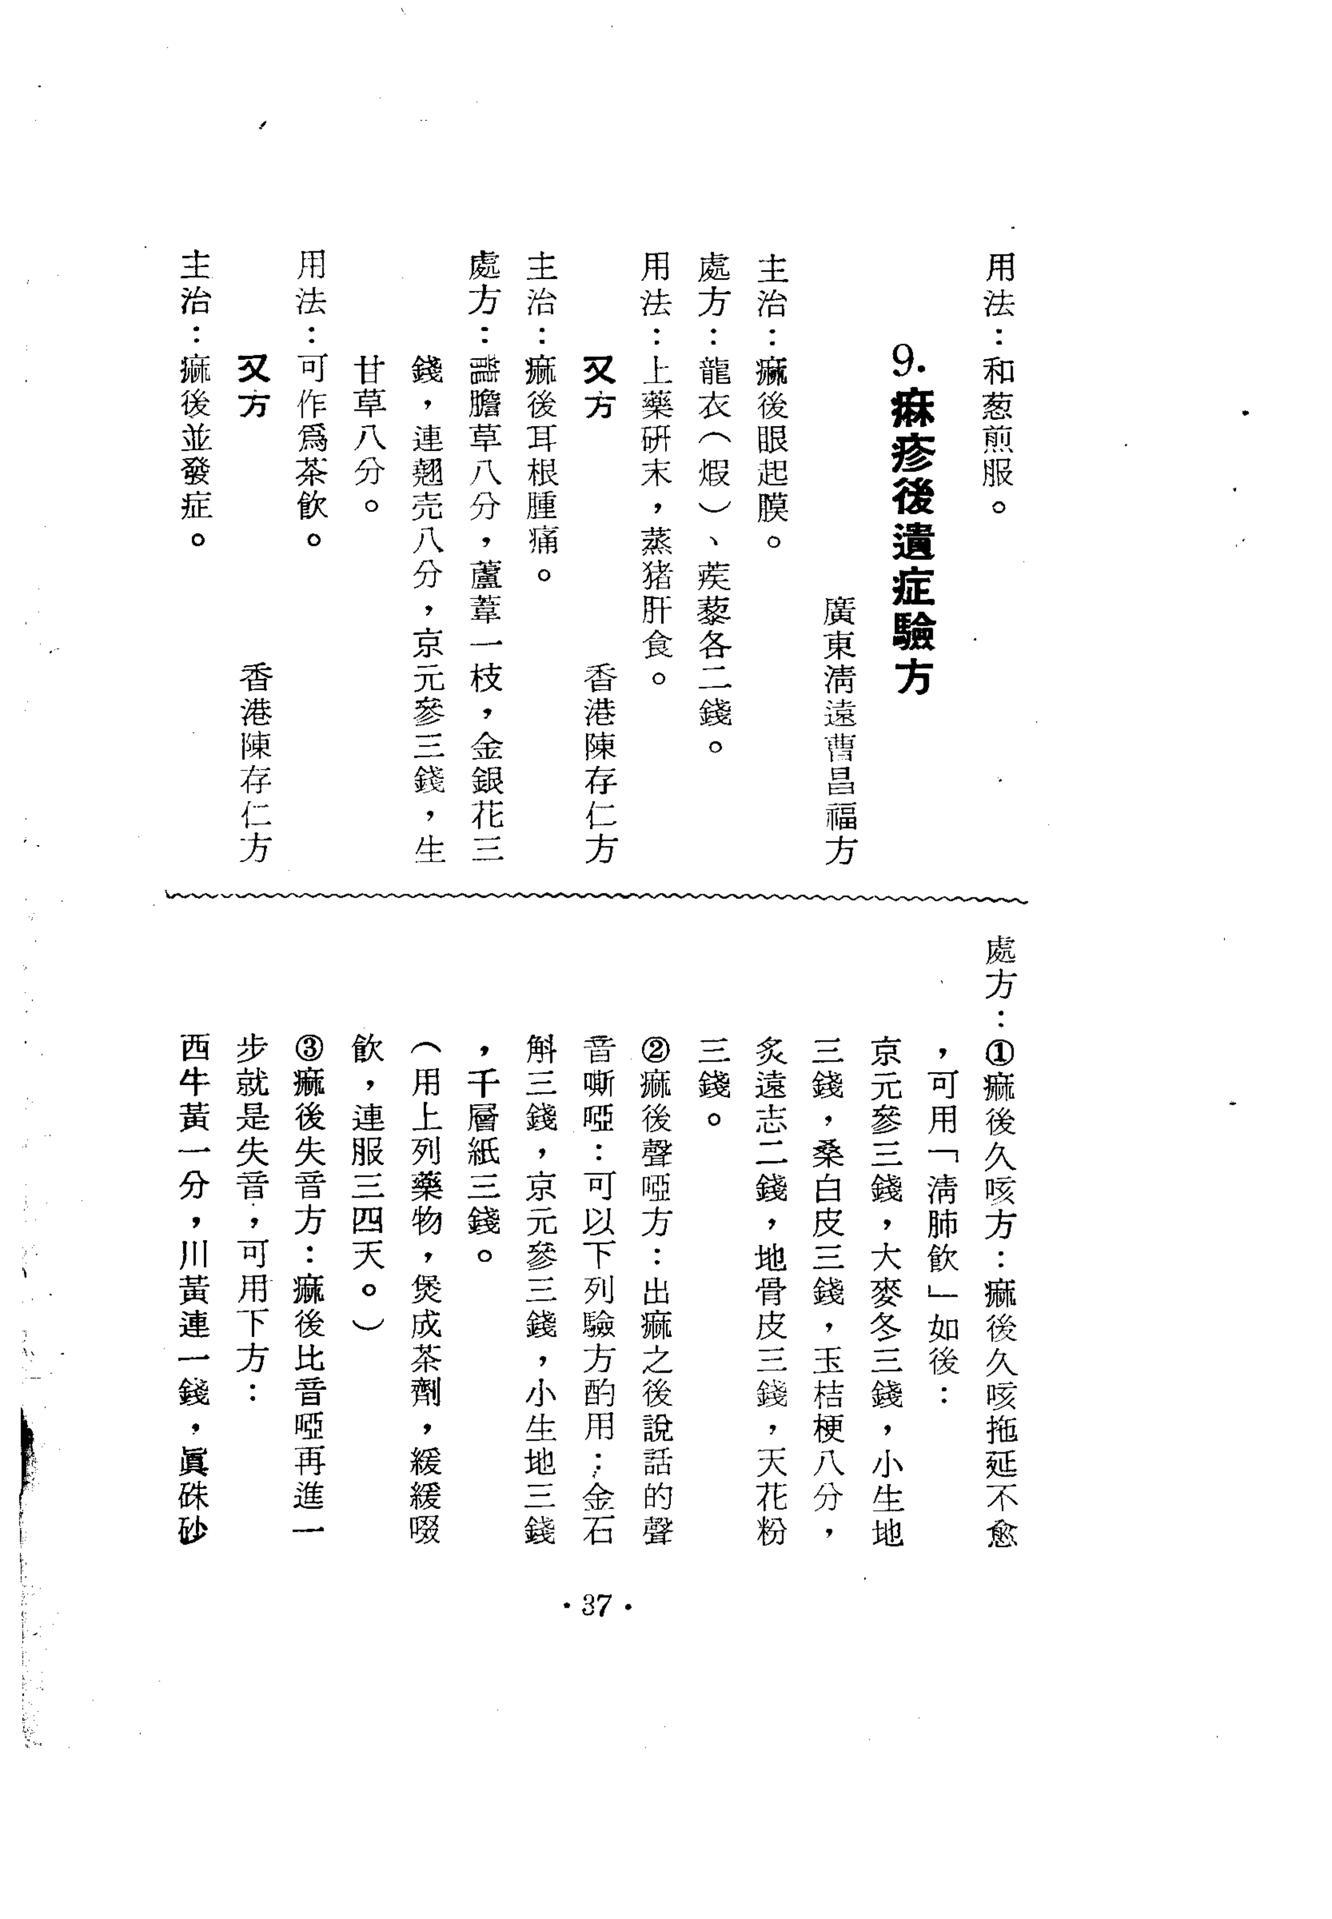 用法：和葱煎服。
9.痳疹後遺症驗方
廣東清遠曹昌福方
主治：痳後眼起膜。
處方：龍衣（煆）、蒺藜各二錢。
用法：上藥研末，蒸猪肝食。
又方
香港陳存仁方
主治：痳後耳根腫痛。
處方：龍膽草八分，蘆葦一枝，金銀花三
錢，連翹壳八分，京元參三錢，生
甘草八分。
用法：可作爲茶飲。
又方
香港陳存仁方
主治：痳後並發症。
處方：①痳後久咳方：痳後久咳拖延不愈
，可用「清肺飲」如後：
京元參三錢，大麥冬三錢，小生地
三錢，桑白皮三錢，玉桔梗八分，
炙遠志二錢，地骨皮三錢，天花粉
三錢。
②痳後聲啞方：出痳之後說話的聲
音嘶啞：可以下列驗方酌用：金石
斛三錢，京元參三錢，小生地三錢
，千層紙三錢。
（用上列藥物，煲成茶劑，緩緩啜
飲，連服三四天。）
③痳後失音方：痳後比音啞再進一
步就是失音，可用下方：
西牛黃一分，川黃連一錢，眞硃砂
·37·